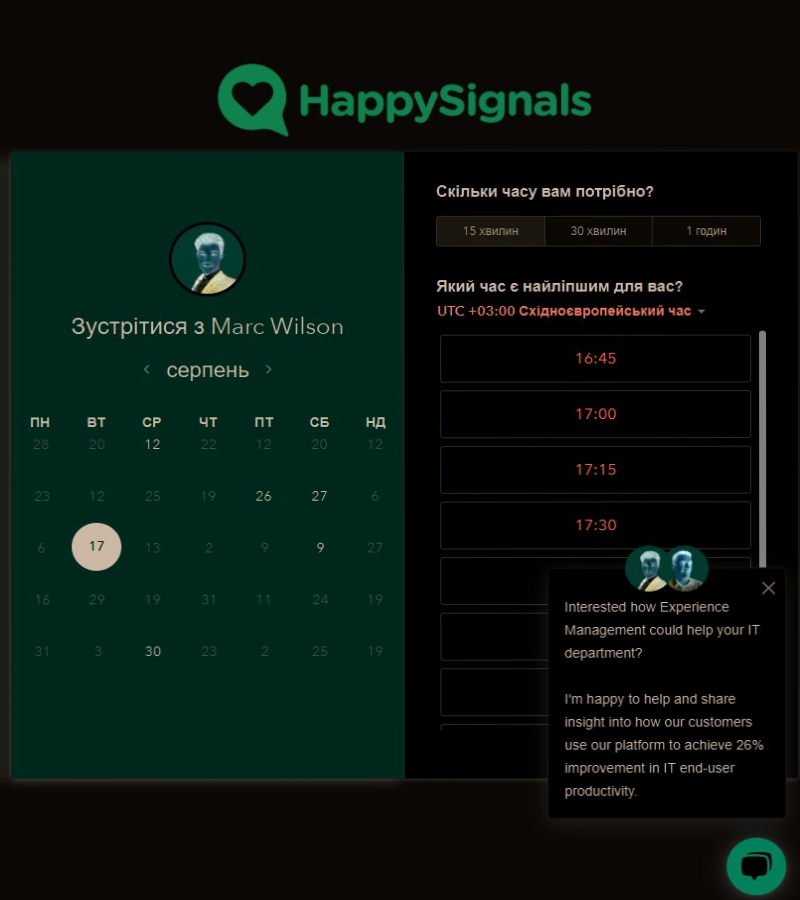 HappySignals
Зустрітися з Marc Wilson
серпень
ПН ВТ СР ЧТ ПТ СБ НД
28 20 12 22 12 20 12
23 12 25 19 26 27 6
6 17 13 2 9 9 27
16 29 19 31 11 24 19
31 3 30 23 2 25 19
Скільки часу вам потрібно?
15 хвилин 30 хвилин 1 годин
Який час є найліпшим для вас?
UTC +03:00 Східноєвропейський час
16:45
17:00
17:15
17:30
Interested how Experience
Management could help your IT
department?
I'm happy to help and share
insight into how our customers
use our platform to achieve 26%
improvement in IT end-user
productivity.